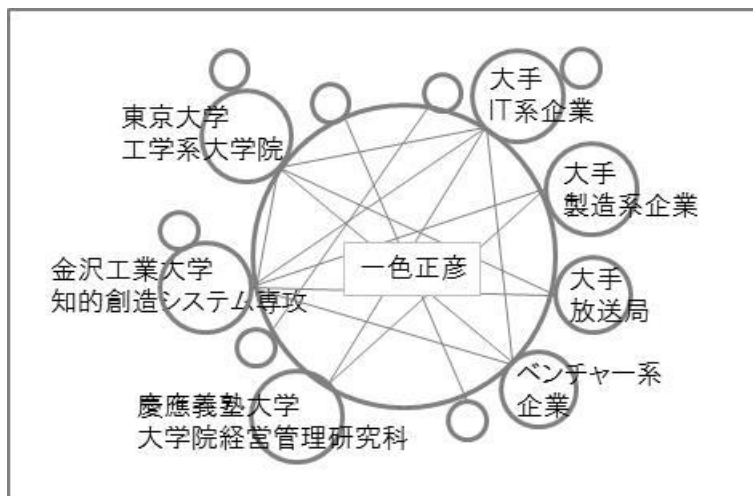 大手
IT系企業
東京大学
工学系大学院
大手
製造系企業
一色正彦
金沢工業大学
知的創造システム専攻
大手
放送局
ベンチャー系
企業
慶應義塾大学
大学院経営管理研究科